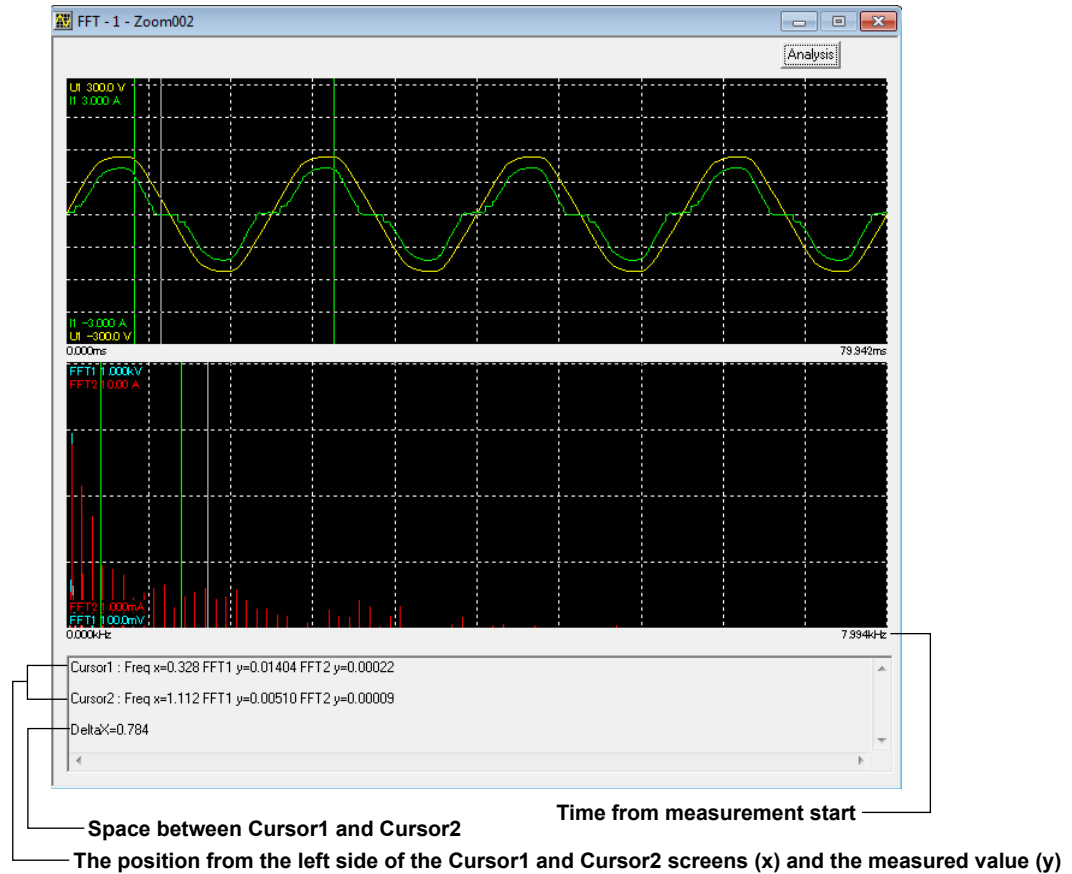 FFT - 1 - Zoom002
Analysis
U1 300.0 V
I1 3.000 A
I1 -3.000 A
U1 -300.0 V
0.000ms 79.942ms
FFT1 1.000kV
FFT2 10.00 A
FFT2 1.000mA
FFT1 100.0mV
0.000kHz 7.994kHz
Cursor1 : Freq x=0.328 FFT1 y=0.01404 FFT2 y=0.00022
Cursor2 : Freq x=1.112 FFT1 y=0.00510 FFT2 y=0.00009
DeltaX=0.784
Time from measurement start
Space between Cursor1 and Cursor2
The position from the left side of the Cursor1 and Cursor2 screens (x) and the measured value (y)